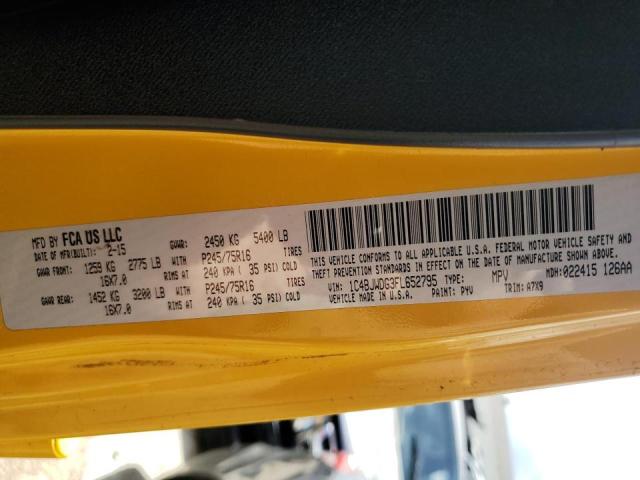 MFD BY FCA US LLC
DATE OF MFR(BUILT): 2-15 GVWR: 2450 KG 5400 LB
GAWR FRONT: 1259 KG 2775 LB WITH P245/75R16 TIRES
16X7.0 RIMS AT 240 KPA ( 35 PSI) COLD
GAWR REAR: 1452 KG 3200 LB WITH P245/75R16 TIRES
16X7.0 RIMS AT 240 KPA ( 35 PSI) COLD
THIS VEHICLE CONFORMS TO ALL APPLICABLE U.S.A. FEDERAL MOTOR VEHICLE SAFETY AND
THEFT PREVENTION STANDARDS IN EFFECT ON THE DATE OF MANUFACTURE SHOWN ABOVE.
VIN: 1C4BJWDG3FL652795 TYPE: MPV MDH: 022415 126AA
VEHICLE MADE IN U.S.A. PAINT: PYV TRIM: A7X9